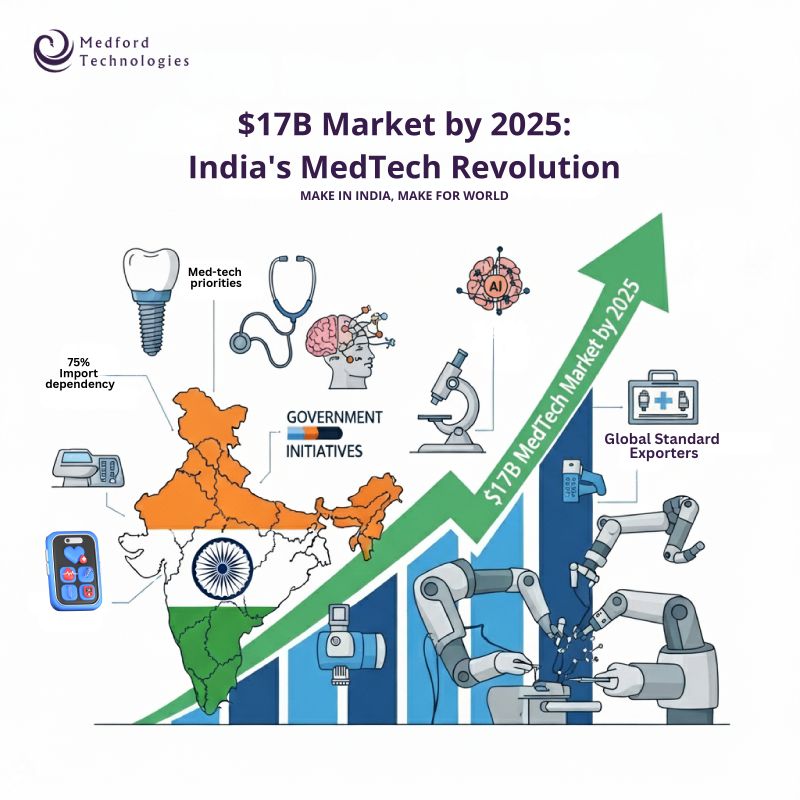 Medford
Technologies
$17B Market by 2025:
India's MedTech Revolution
MAKE IN INDIA, MAKE FOR WORLD
Med-tech
priorities
AI
75%
Import
dependency
GOVERNMENT
INITIATIVES
$17B MedTech Market by 2025
Global Standard
Exporters